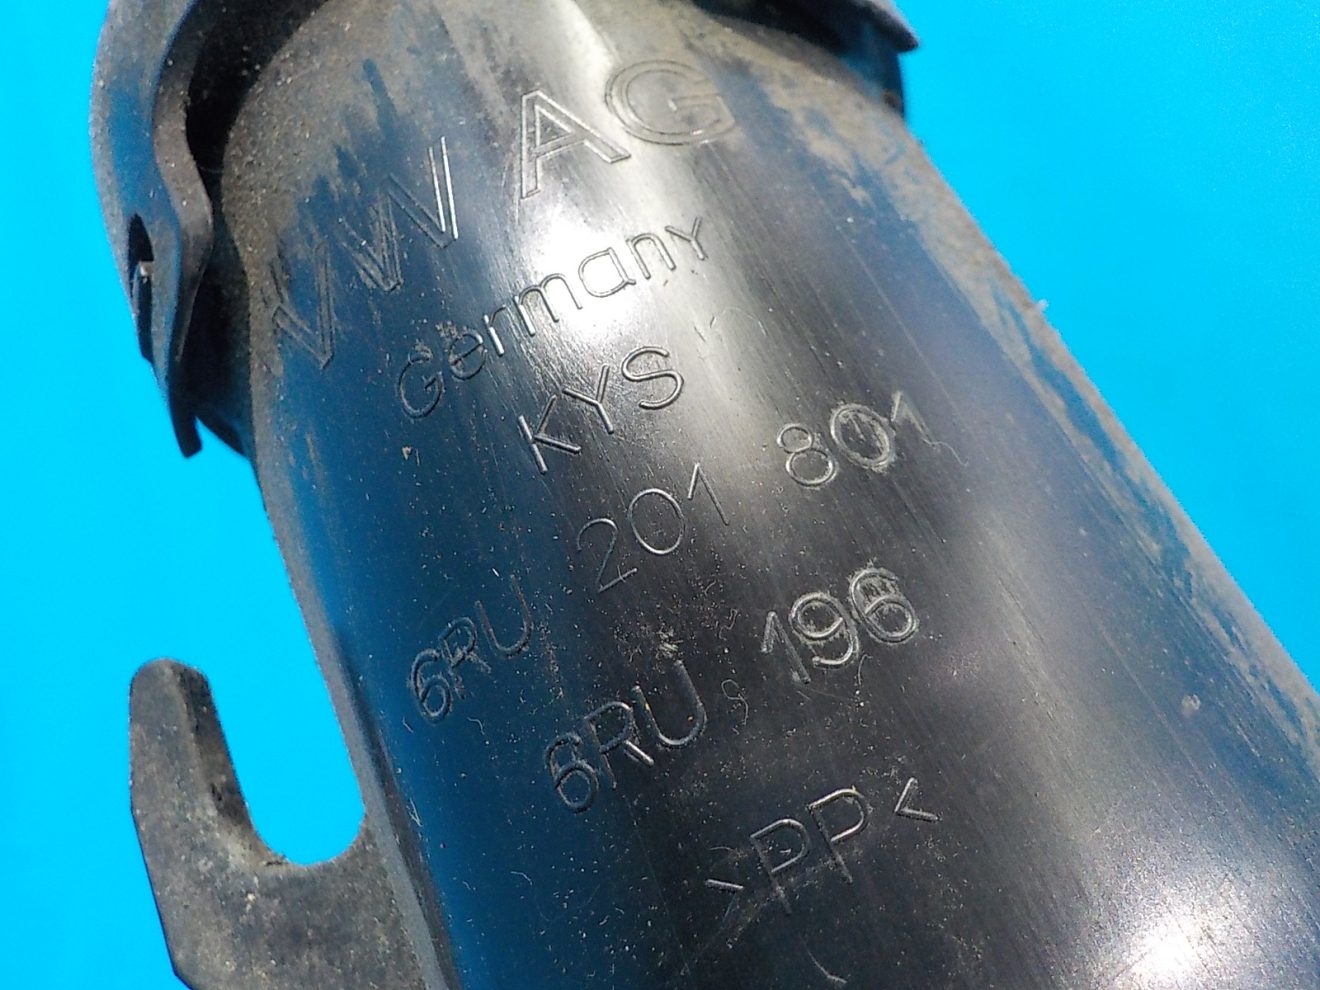 VW AG
Germany
KYS
6RU 201 801
6RU 196
>PP<